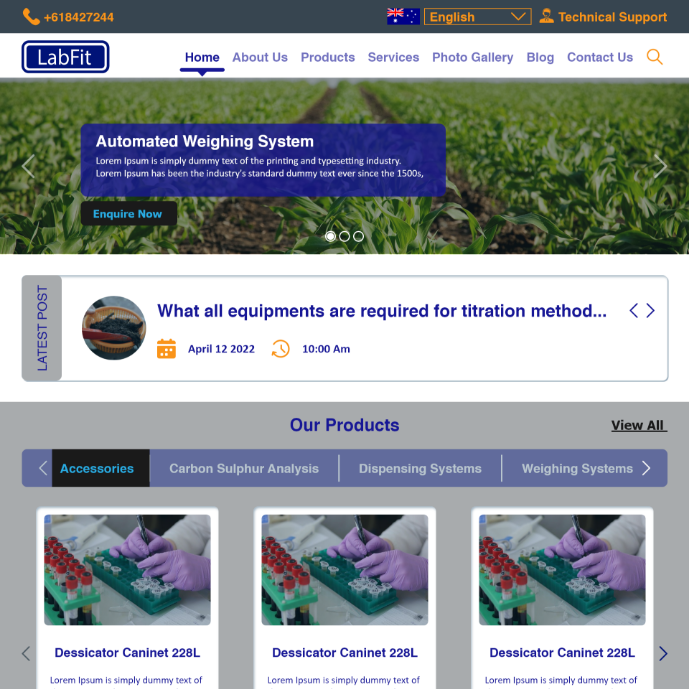 +618427244
English
Technical Support
LabFit
Home About Us Products Services Photo Gallery Blog Contact Us
Automated Weighing System
Lorem Ipsum is simply dummy text of the printing and typesetting industry.
Lorem Ipsum has been the industry's standard dummy text ever since the 1500s,
Enquire Now
LATEST POST
What all equipments are required for titration method...
April 12 2022 10:00 Am
Our Products
View All
Accessories Carbon Sulphur Analysis Dispensing Systems Weighing Systems
Dessicator Caninet 228L Dessicator Caninet 228L Dessicator Caninet 228L
Lorem Ipsum is simply dummy text of Lorem Ipsum is simply dummy text of Lorem Ipsum is simply dummy text of